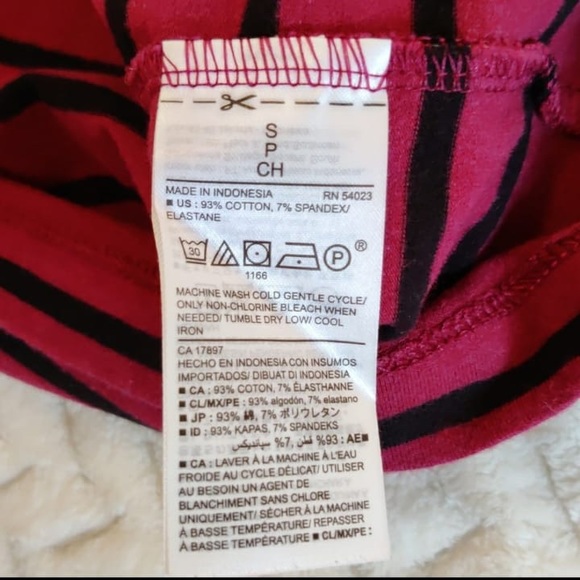 S
P
CH
MADE IN INDONESIA RN 54023
■ US : 93% COTTON, 7% SPANDEX/
ELASTANE
30 P ®
1166
MACHINE WASH COLD GENTLE CYCLE/
ONLY NON-CHLORINE BLEACH WHEN
NEEDED/ TUMBLE DRY LOW/ COOL
IRON
CA 17897
HECHO EN INDONESIA CON INSUMOS
IMPORTADOS/ DIBUAT DI INDONESIA
■ CA : 93% COTON, 7% ÉLASTHANNE
■ CL/MX/PE : 93% algodón, 7% elastano
■ JP : 93% 綿, 7% ポリウレタン
■ ID : 93% KAPAS, 7% SPANDEKS
■AE : 93% قطن, 7% سبانديكس
■ CA : LAVER À LA MACHINE À L'EAU
FROIDE AU CYCLE DÉLICAT/ UTILISER
AU BESOIN UN AGENT DE
BLANCHIMENT SANS CHLORE
UNIQUEMENT/ SÉCHER À LA MACHINE
À BASSE TEMPÉRATURE/ REPASSER
À BASSE TEMPÉRATURE ■ CL/MX/PE :